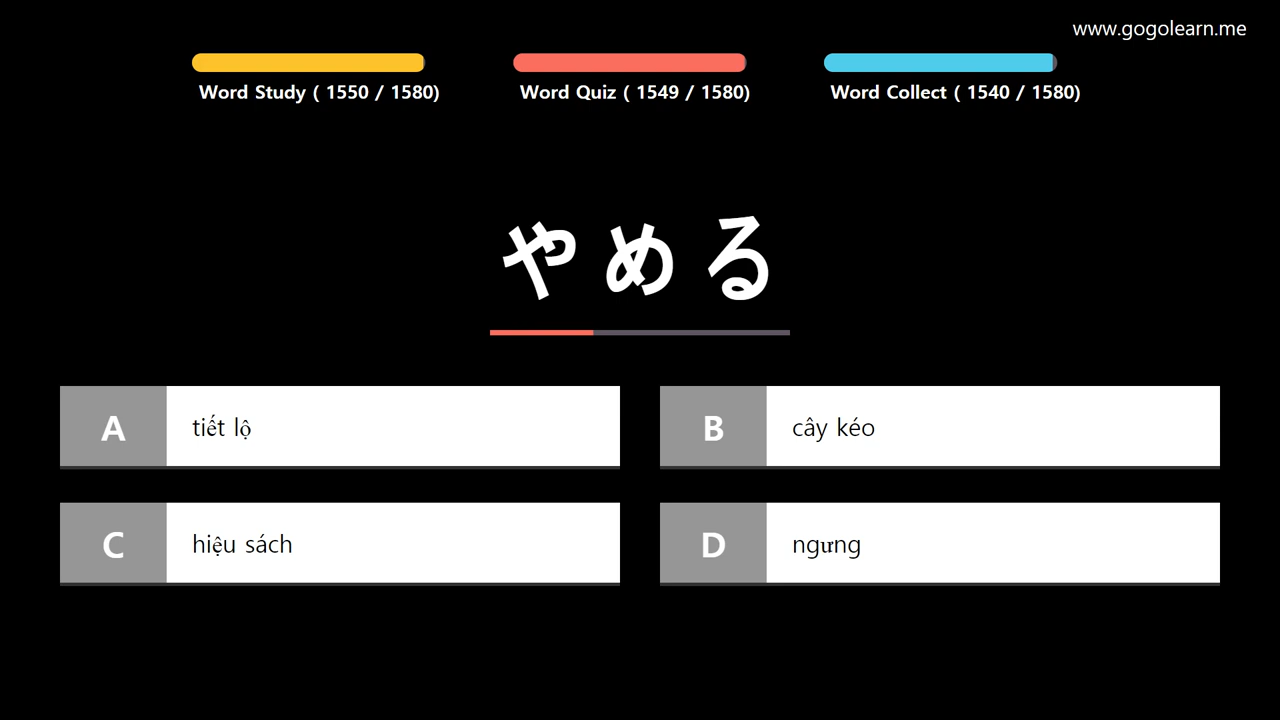 www.gogolearn.me
Word Study ( 1550 / 1580)
Word Quiz ( 1549 / 1580)
Word Collect ( 1540 / 1580)
やめる
A tiết lộ
B cây kéo
C hiệu sách
D ngưng